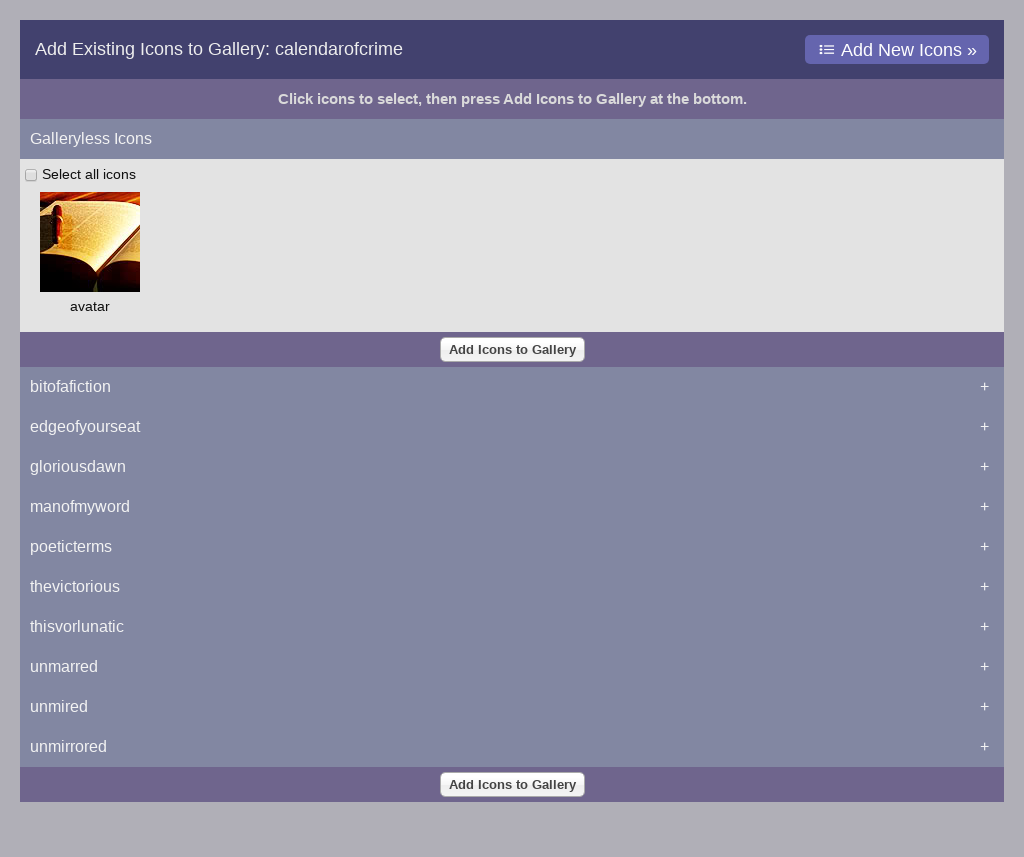 Add Existing Icons to Gallery: calendarofcrime
Add New Icons »
Click icons to select, then press Add Icons to Gallery at the bottom.
Galleryless Icons
Select all icons
avatar
Add Icons to Gallery
bitofafiction +
edgeofyourseat +
gloriousdawn +
manofmyword +
poeticterms +
thevictorious +
thisvorlunatic +
unmarred +
unmired +
unmirrored +
Add Icons to Gallery